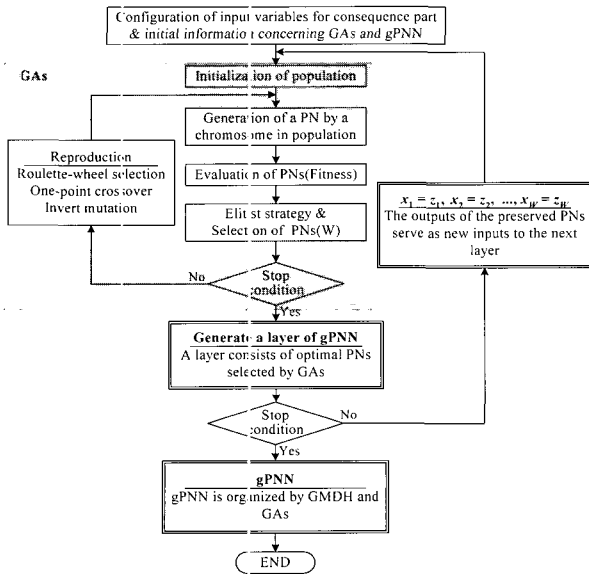 Configuration of input variables for consequence part
& initial information concerning GAs and gPNN
GAs
Initialization of population
Generation of a PN by a
chromosome in population
Reproduction
Roulette-wheel selection
One-point crossover
Invert mutation
Evaluation of PNs(Fitness)
x1 = z1, x2 = z2, ..., xW = zW
The outputs of the preserved PNs
serve as new inputs to the next
layer
Elitist strategy &
Selection of PNs(W)
No
Stop
condition
Yes
Generate a layer of gPNN
A layer consists of optimal PNs
selected by GAs
Stop
condition
No
Yes
gPNN
gPNN is organized by GMDH and
GAs
END